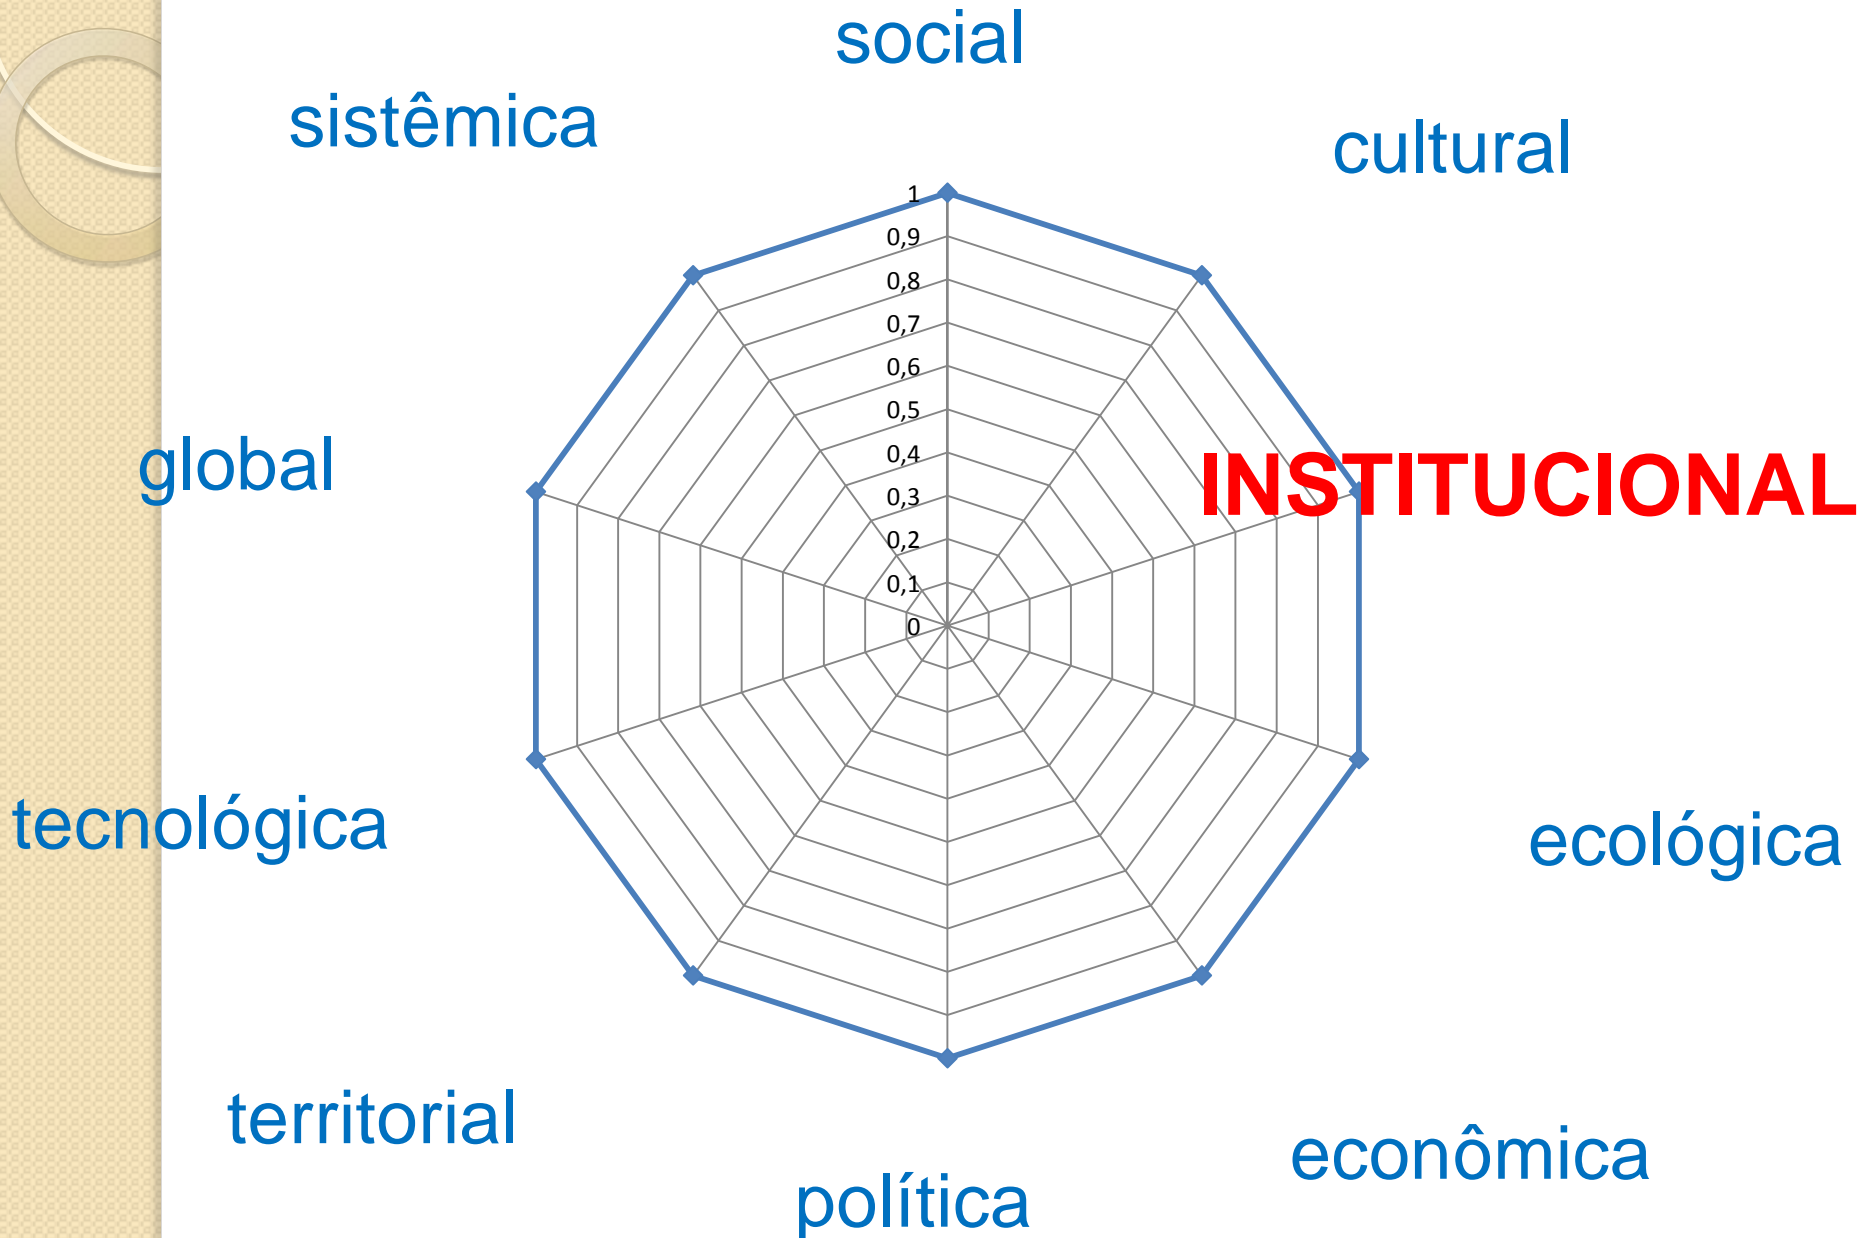 social
sistêmica
cultural
1
0,9
0,8
0,7
0,6
0,5
0,4
0,3
0,2
0,1
0
global
INSTITUCIONAL
tecnológica
ecológica
territorial
econômica
política